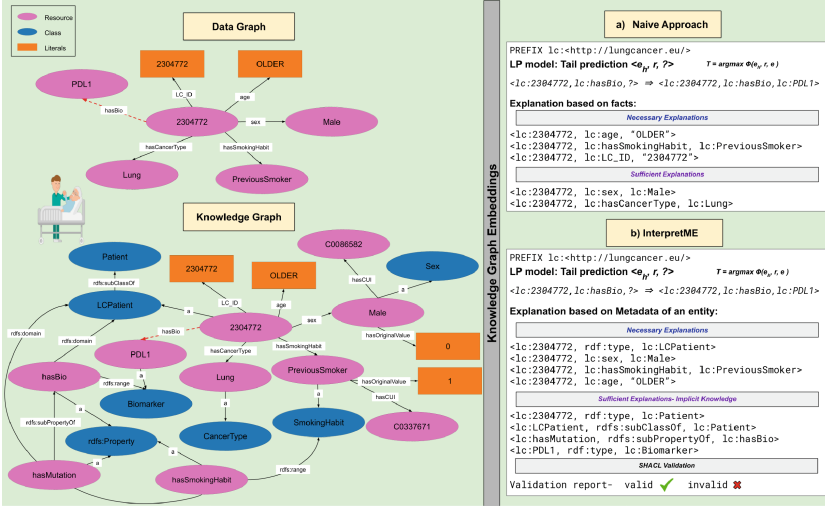 Resource
Class
Literals
Data Graph
2304772
OLDER
PDL1
LC_ID
age
hasBio
2304772
sex
Male
hasCancerType
hasSmokingHabit
Lung
PreviousSmoker
Knowledge Graph
C0086582
Patient
2304772
OLDER
Sex
hasCUI
a
rdfs:subClassOf
LC_ID
age
LCPatient
a
2304772
sex
Male
rdfs:domain
rdfs:domain
hasBio
hasOriginalValue
0
PDL1
hasCancerType
hasSmokingHabit
hasBio
rdfs:range
a
Lung
PreviousSmoker
hasOriginalValue
1
Biomarker
a
a
hasCUI
a
rdfs:subPropertyOf
SmokingHabit
C0337671
rdfs:Property
CancerType
a
a
hasMutation
hasSmokingHabit
rdfs:range
Knowledge Graph Embeddings
a) Naive Approach
PREFIX lc:<http://lungcancer.eu/>
LP model: Tail prediction <eh, r, ?> T = argmax Φ(eh, r, e )
<lc:2304772,lc:hasBio,?> ⇒ <lc:2304772,lc:hasBio,lc:PDL1>
Explanation based on facts:
Necessary Explanations
<lc:2304772, lc:age, “OLDER”>
<lc:2304772, lc:hasSmokingHabit, lc:PreviousSmoker>
<lc:2304772, lc:LC_ID, “2304772”>
Sufficient Explanations
<lc:2304772, lc:sex, lc:Male>
<lc:2304772, lc:hasCancerType, lc:Lung>
b) InterpretME
PREFIX lc:<http://lungcancer.eu/>
LP model: Tail prediction <eh, r, ?> T = argmax Φ(eh, r, e )
<lc:2304772,lc:hasBio,?> ⇒ <lc:2304772,lc:hasBio,lc:PDL1>
Explanation based on Metadata of an entity:
Necessary Explanations
<lc:2304772, rdf:type, lc:LCPatient>
<lc:2304772, lc:sex, lc:Male>
<lc:2304772, lc:hasSmokingHabit, lc:PreviousSmoker>
<lc:2304772, lc:age, “OLDER”>
Sufficient Explanations- Implicit Knowledge
<lc:2304772, rdf:type, lc:Patient>
<lc:LCPatient, rdfs:subClassOf, lc:Patient>
<lc:hasMutation, rdfs:subPropertyOf, lc:hasBio>
<lc:PDL1, rdf:type, lc:Biomarker>
SHACL Validation
Validation report- valid invalid